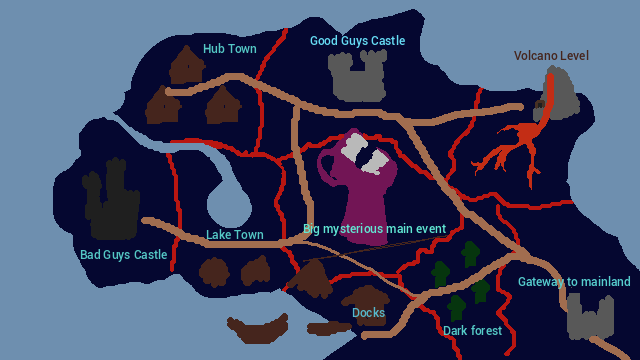 Hub Town
Good Guys Castle
Volcano Level
Big mysterious main event
Lake Town
Bad Guys Castle
Gateway to mainland
Docks
Dark forest